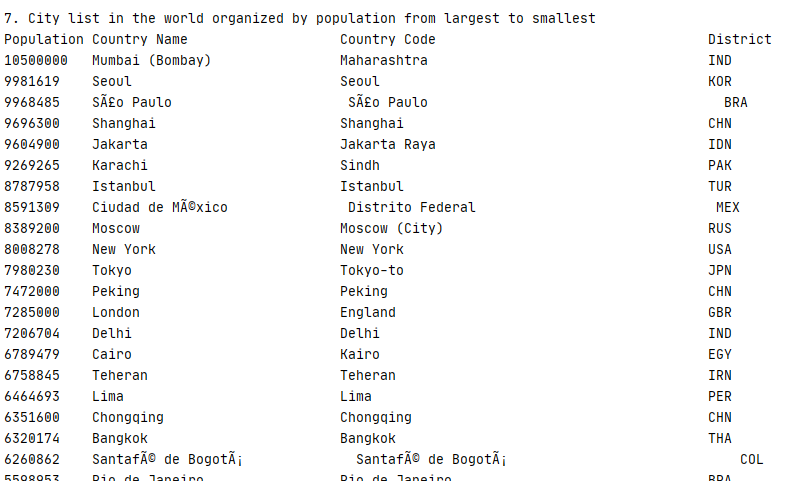 7. City list in the world organized by population from largest to smallest
Population Country Name Country Code District
10500000 Mumbai (Bombay) Maharashtra IND
9981619 Seoul Seoul KOR
9968485 SÃ£o Paulo SÃ£o Paulo BRA
9696300 Shanghai Shanghai CHN
9604900 Jakarta Jakarta Raya IDN
9269265 Karachi Sindh PAK
8787958 Istanbul Istanbul TUR
8591309 Ciudad de MÃ©xico Distrito Federal MEX
8389200 Moscow Moscow (City) RUS
8008278 New York New York USA
7980230 Tokyo Tokyo-to JPN
7472000 Peking Peking CHN
7285000 London England GBR
7206704 Delhi Delhi IND
6789479 Cairo Kairo EGY
6758845 Teheran Teheran IRN
6464693 Lima Lima PER
6351600 Chongqing Chongqing CHN
6320174 Bangkok Bangkok THA
6260862 SantafÃ© de BogotÃ¡ SantafÃ© de BogotÃ¡ COL
5598953 Rio de Janeiro Rio de Janeiro BRA